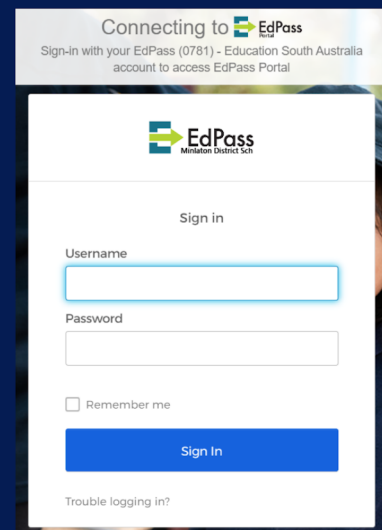 Connecting to EdPass
Portal
Sign-in with your EdPass (0781) - Education South Australia
account to access EdPass Portal
EdPass
Minlaton District Sch
Sign in
Username
Password
Remember me
Sign In
Trouble logging in?